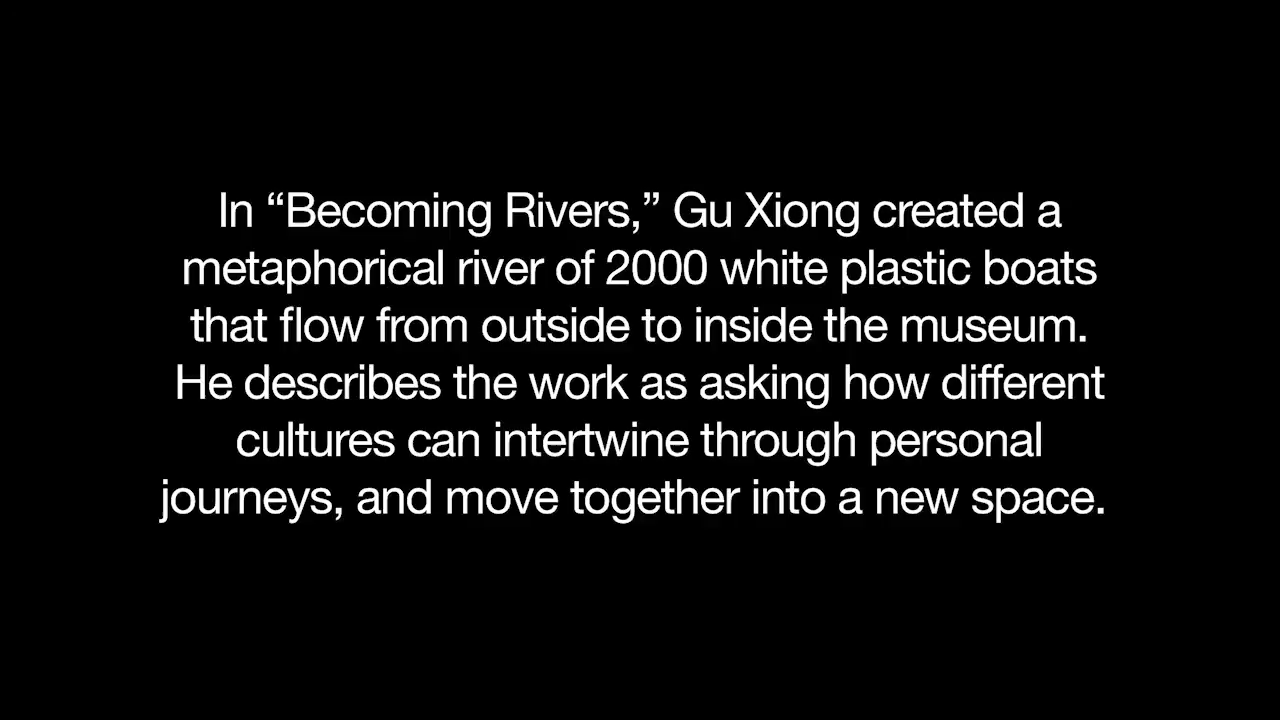 In “Becoming Rivers,” Gu Xiong created a
metaphorical river of 2000 white plastic boats
that flow from outside to inside the museum.
He describes the work as asking how different
cultures can intertwine through personal
journeys, and move together into a new space.